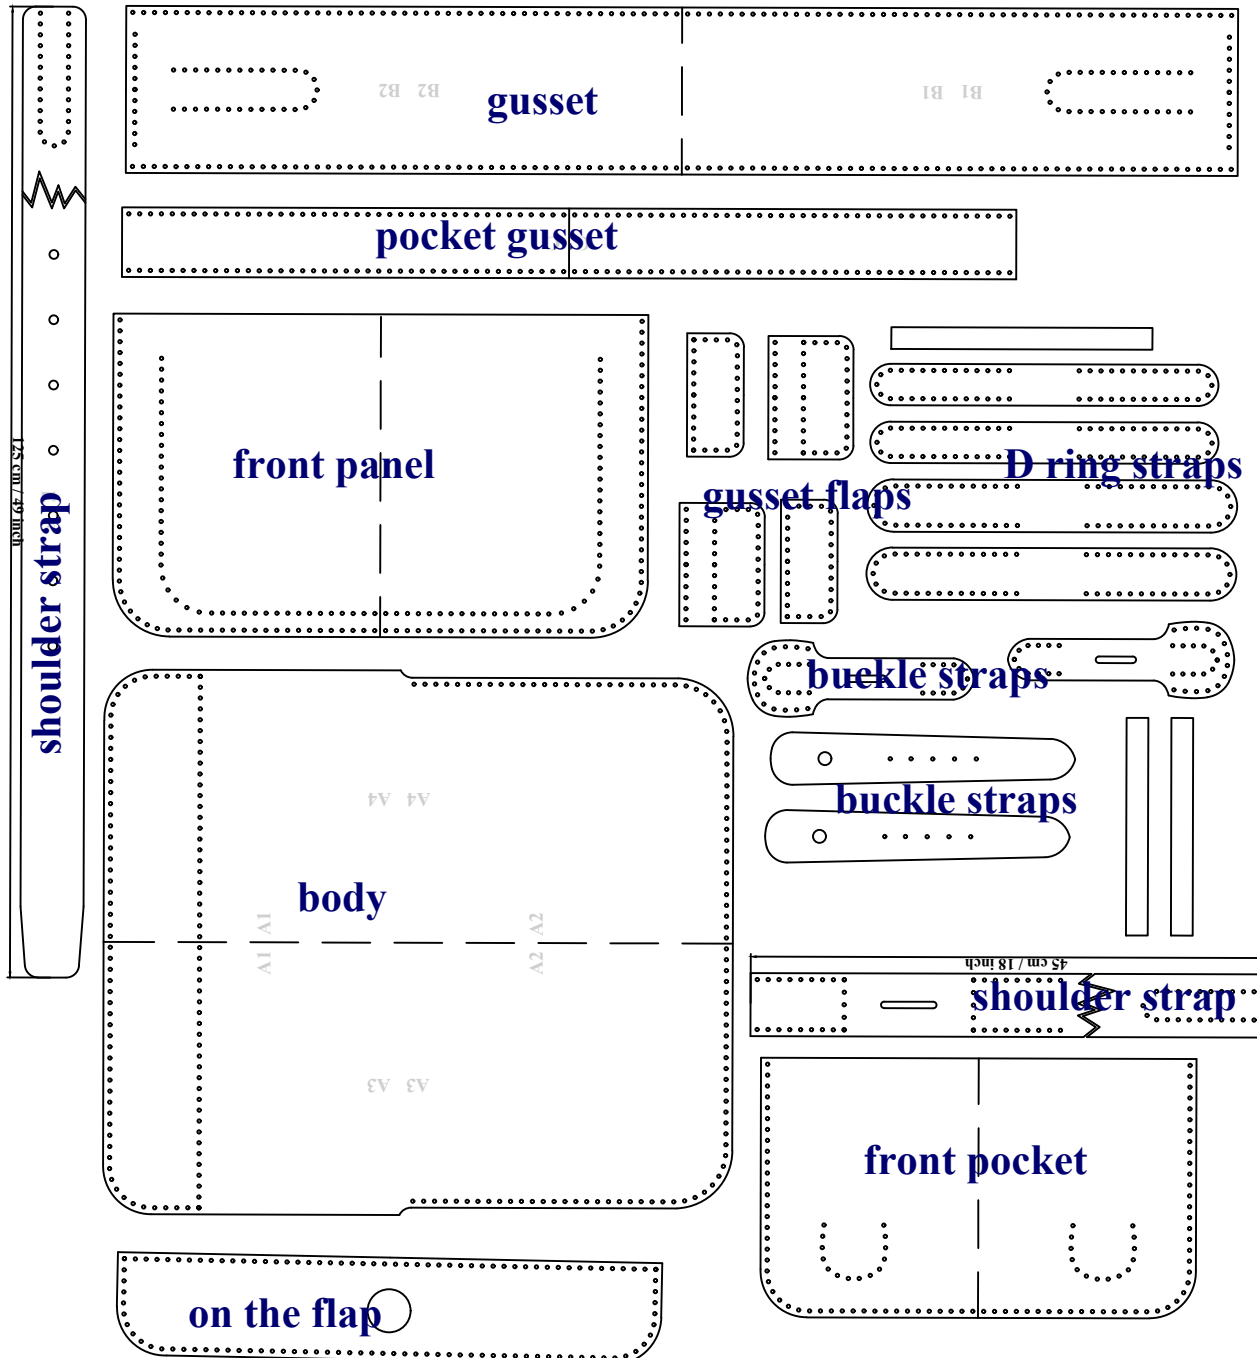 gusset
B2 B2
B1 B1
pocket gusset
front panel
gusset flaps
D ring straps
125 cm / 49 inch
shoulder strap
buckle straps
buckle straps
A4 A4
body
A1
A1
A2
A2
A3 A3
45 cm / 18 inch
shoulder strap
front pocket
on the flap